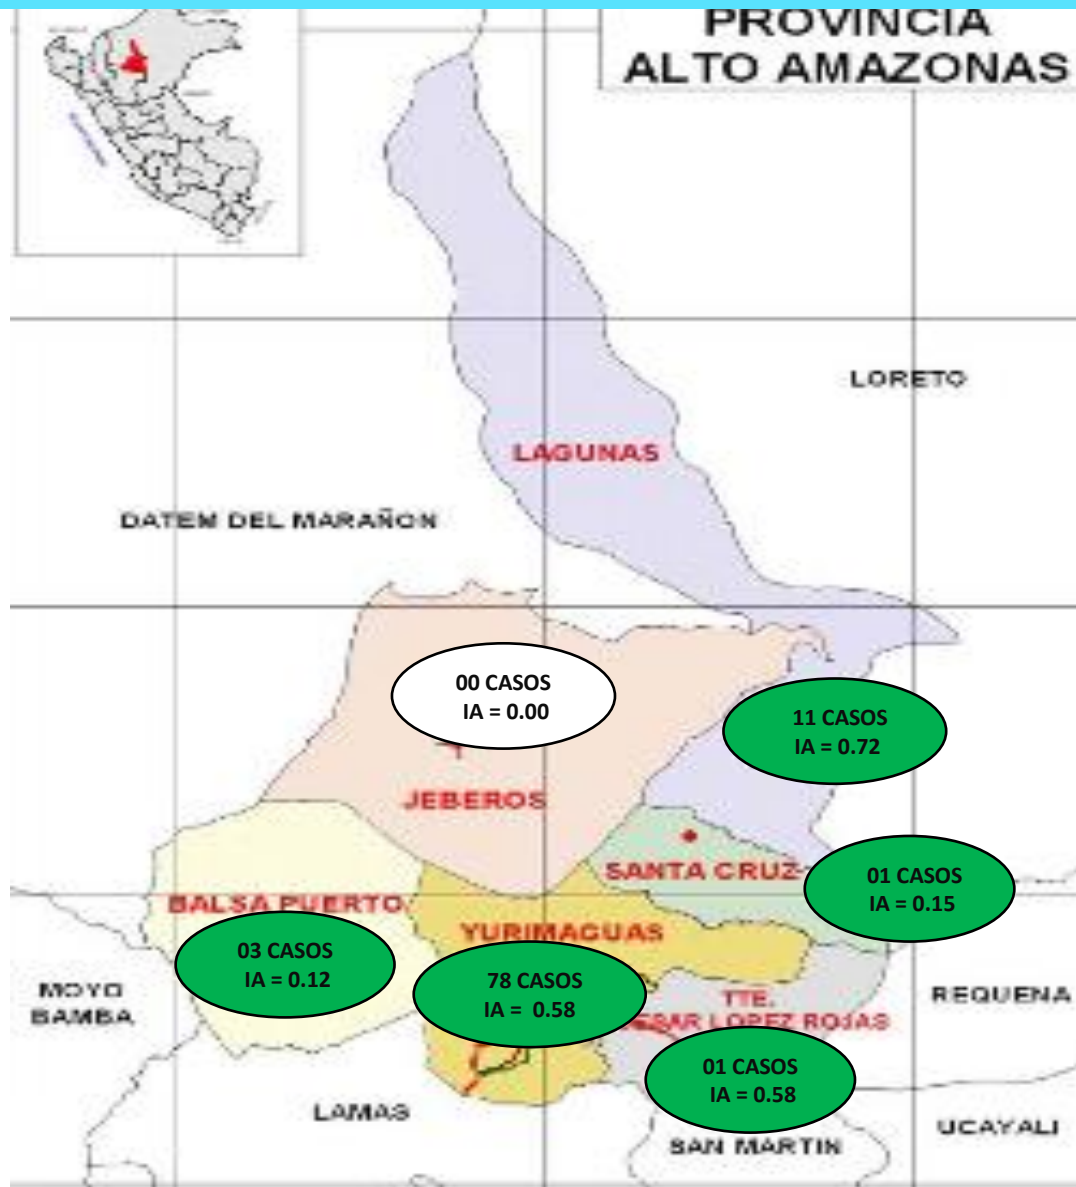 PROVINCIA
ALTO AMAZONAS
LORETO
LAGUNAS
DATEM DEL MARAÑON
00 CASOS
IA = 0.00
11 CASOS
IA = 0.72
JEBEROS
SANTA CRUZ
01 CASOS
IA = 0.15
BALSA PUERTO
YURIMAGUAS
03 CASOS
IA = 0.12
78 CASOS
IA = 0.58
MOYO
BAMBA
REQUENA
TTE.
ESAR LOPEZ ROJAS
01 CASOS
IA = 0.58
LAMAS
UCAYALI
SAN MARTIN